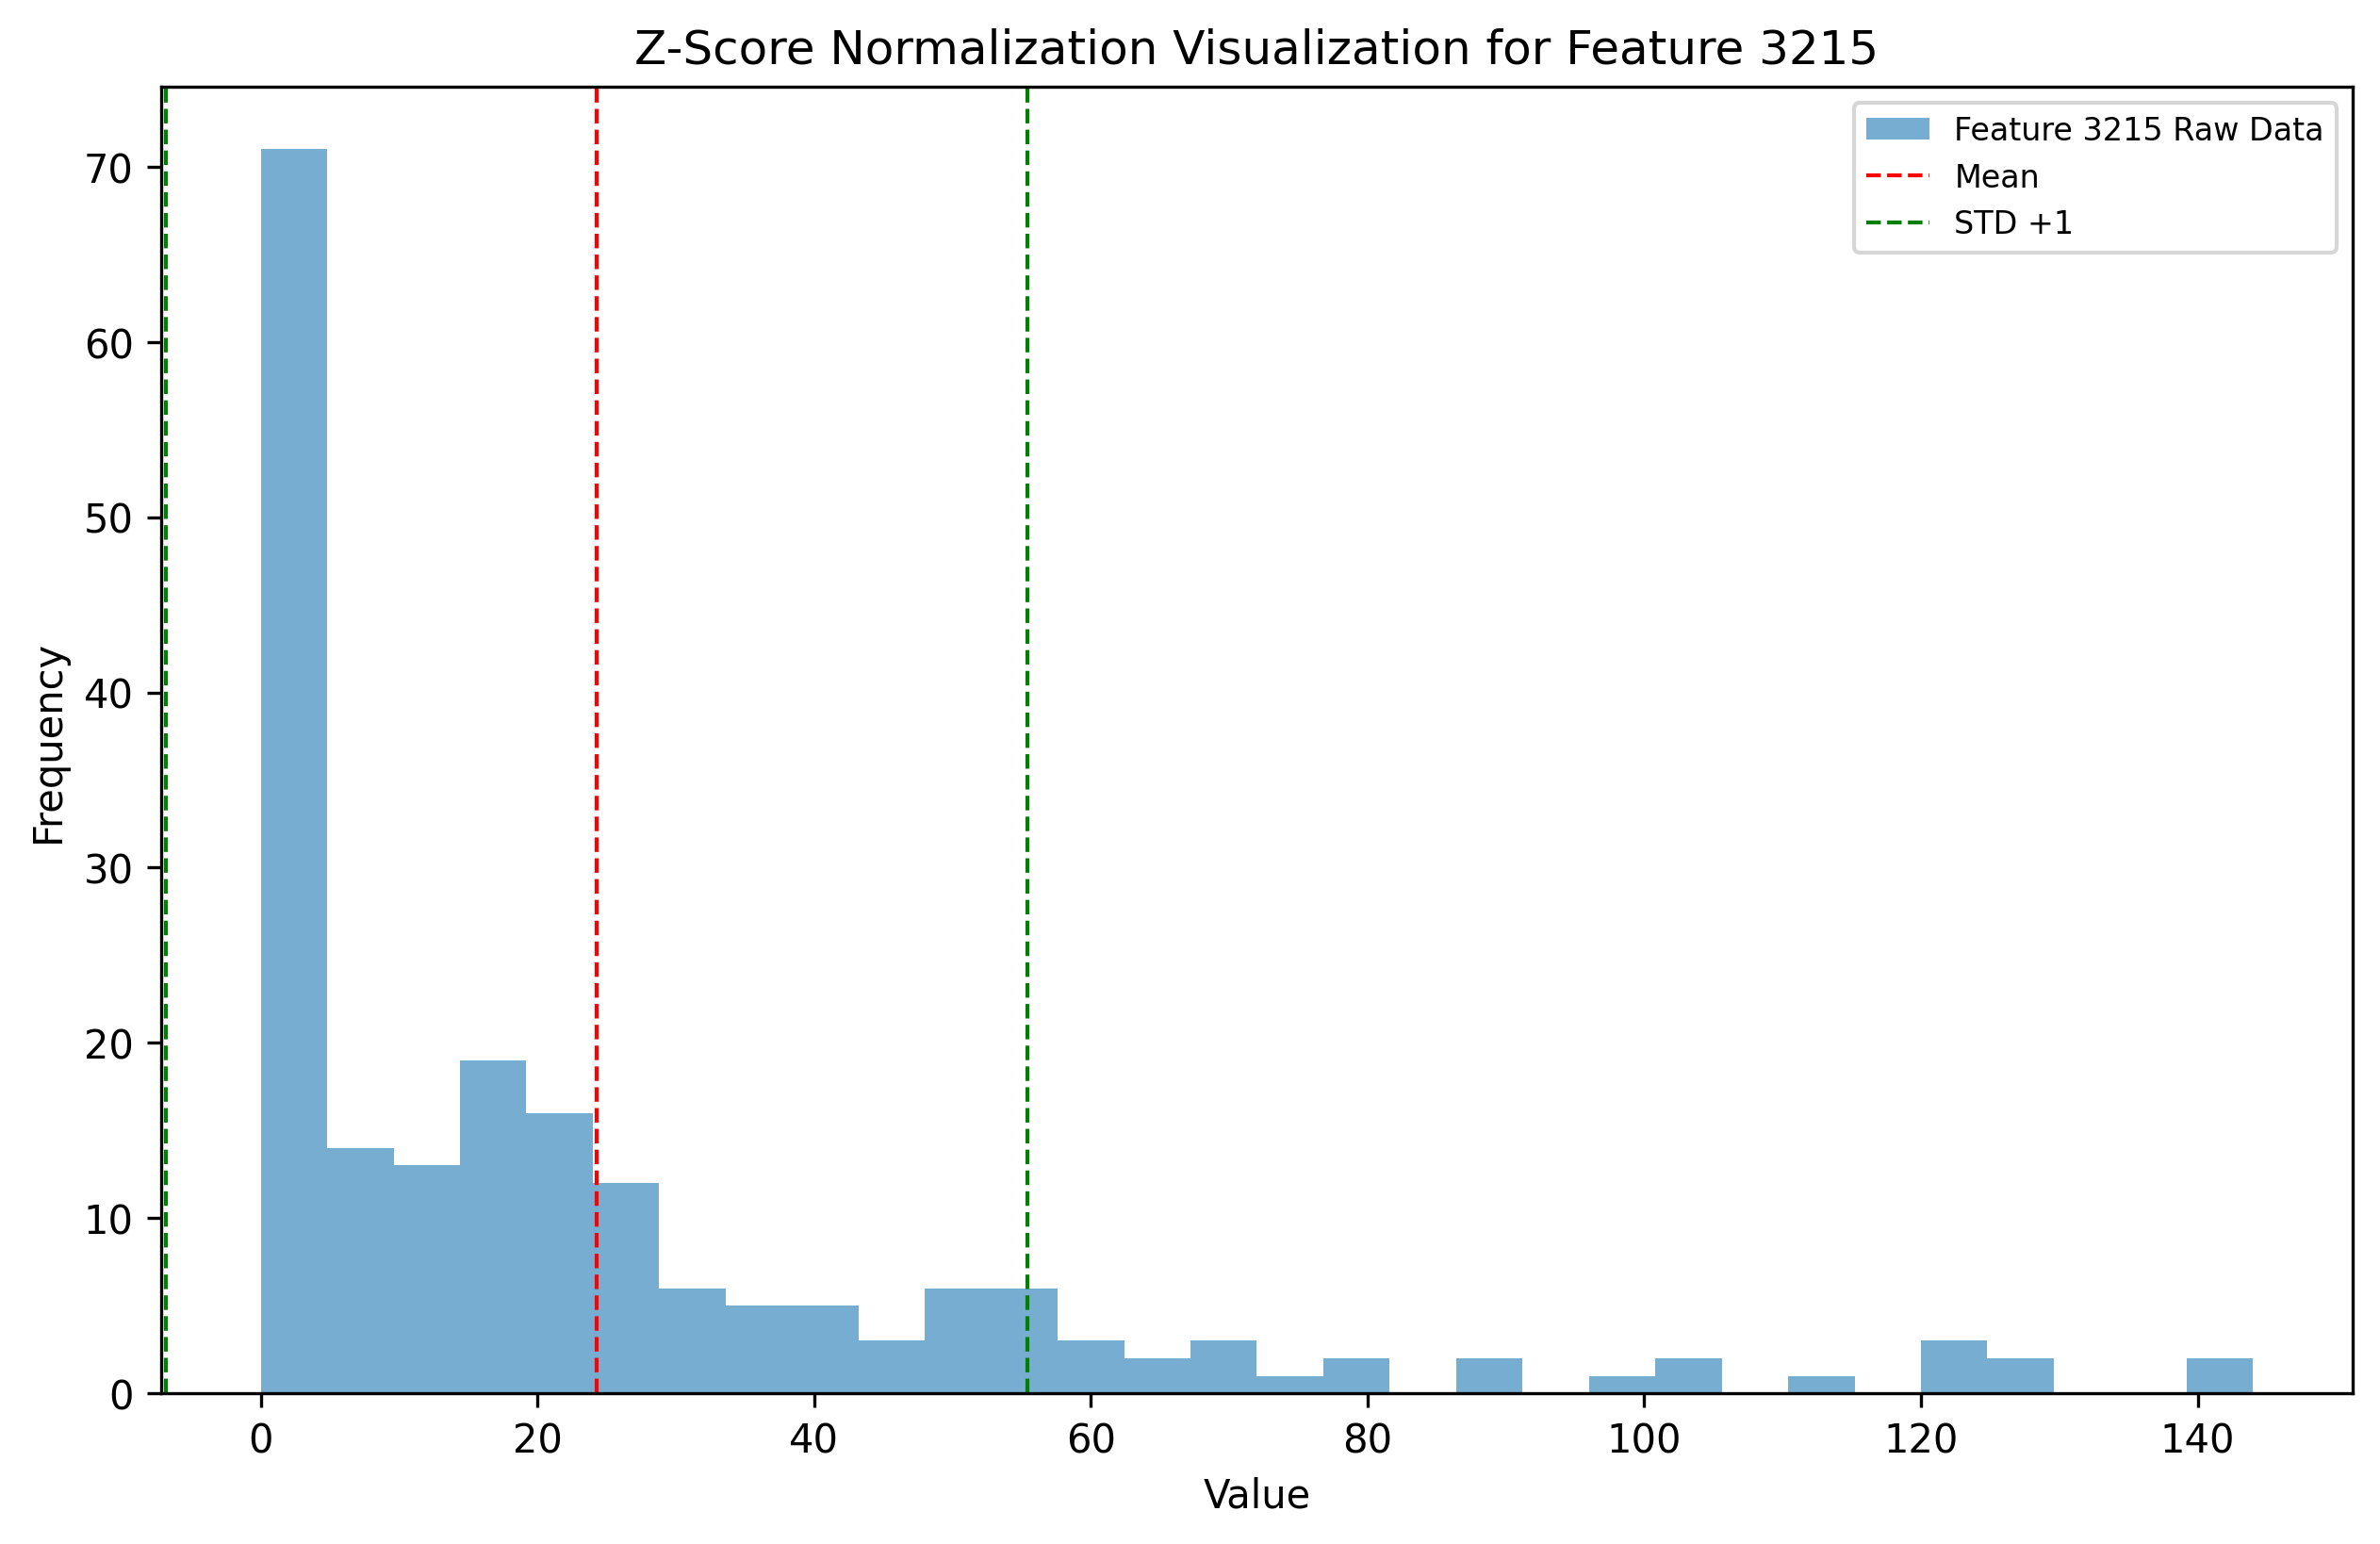 Z-Score Normalization Visualization for Feature 3215
Feature 3215 Raw Data
Mean
STD +1
70
60
50
40
30
20
10
0
Frequency
0 20 40 60 80 100 120 140
Value